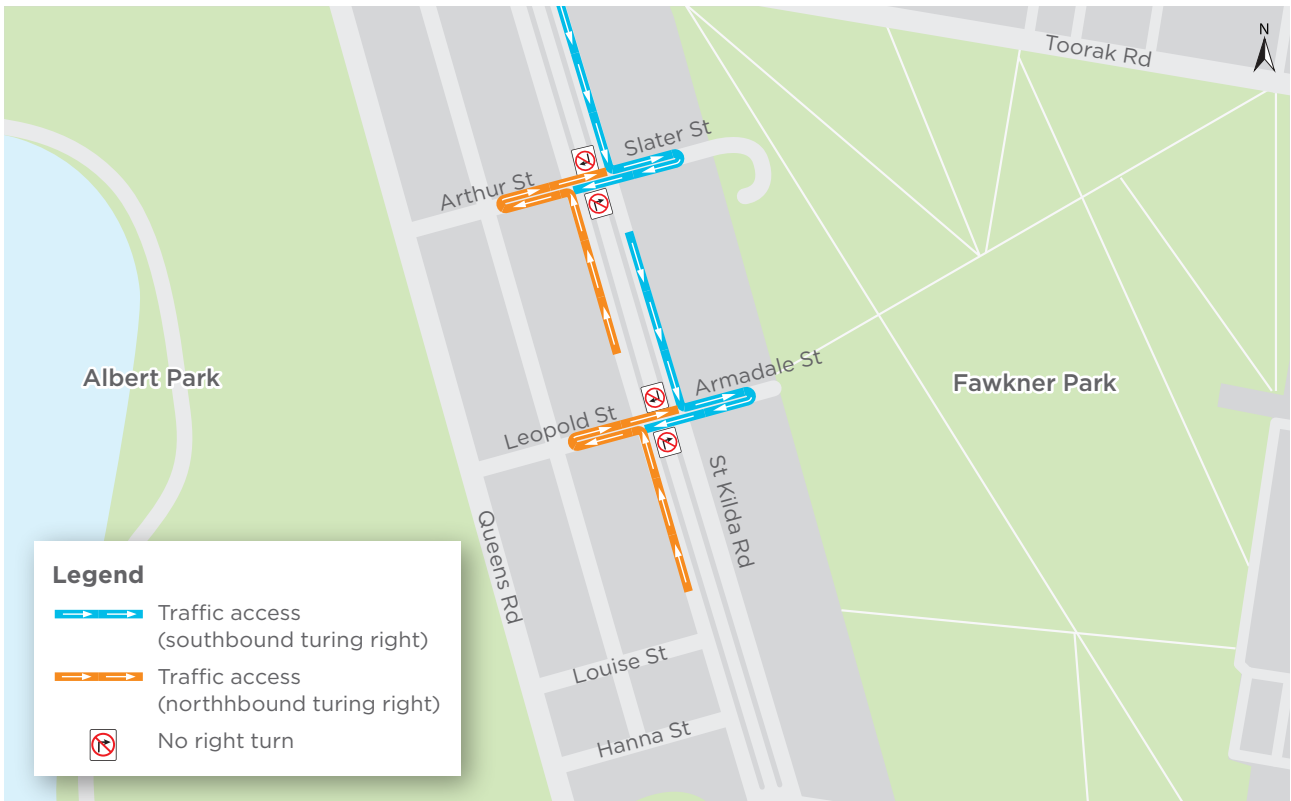 Toorak Rd
N
Slater St
Arthur St
Albert Park
Armadale St
Fawkner Park
Leopold St
St Kilda Rd
Queens Rd
Louise St
Hanna St
Legend
Traffic access
(southbound turing right)
Traffic access
(northhbound turing right)
No right turn